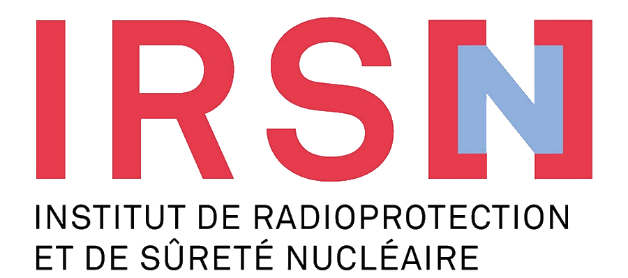 IRSN
INSTITUT DE RADIOPROTECTION
ET DE SÛRETÉ NUCLÉAIRE